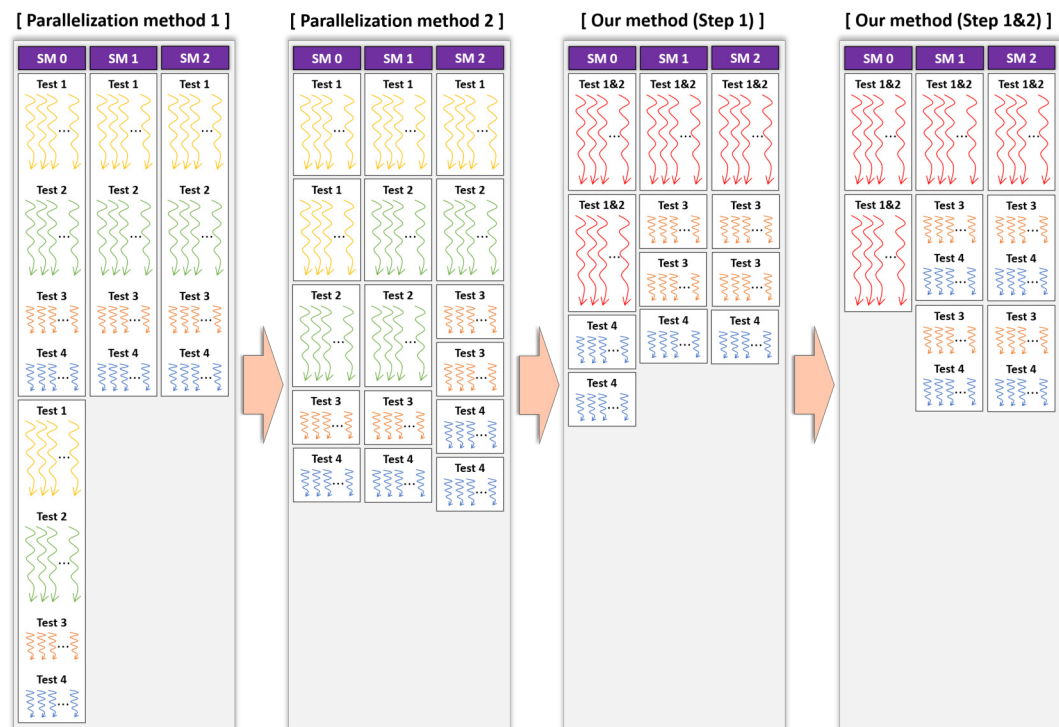 [ Parallelization method 1 ]
SM 0 SM 1 SM 2
Test 1 Test 1 Test 1
Test 2 Test 2 Test 2
Test 3 Test 3 Test 3
Test 4 Test 4 Test 4
Test 1
Test 2
Test 3
Test 4
[ Parallelization method 2 ]
SM 0 SM 1 SM 2
Test 1 Test 1 Test 1
Test 1 Test 2 Test 2
Test 2 Test 2 Test 3
Test 3
Test 3 Test 3 Test 4
Test 4 Test 4 Test 4
[ Our method (Step 1) ]
SM 0 SM 1 SM 2
Test 1&2 Test 1&2 Test 1&2
Test 1&2 Test 3 Test 3
Test 3 Test 3
Test 4 Test 4 Test 4
Test 4
[ Our method (Step 1&2) ]
SM 0 SM 1 SM 2
Test 1&2 Test 1&2 Test 1&2
Test 1&2 Test 3 Test 3
Test 4 Test 4
Test 3 Test 3
Test 4 Test 4